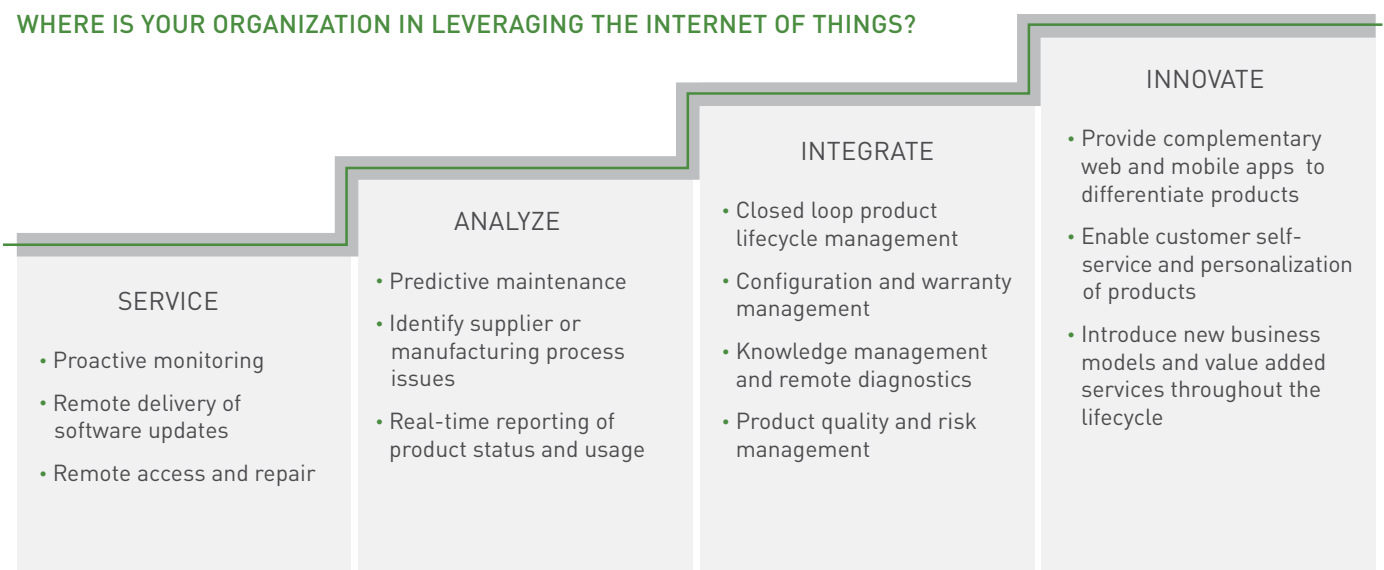 WHERE IS YOUR ORGANIZATION IN LEVERAGING THE INTERNET OF THINGS?
SERVICE
• Proactive monitoring
• Remote delivery of
software updates
• Remote access and repair
ANALYZE
• Predictive maintenance
• Identify supplier or
manufacturing process
issues
• Real-time reporting of
product status and usage
INTEGRATE
• Closed loop product
lifecycle management
• Configuration and warranty
management
• Knowledge management
and remote diagnostics
• Product quality and risk
management
INNOVATE
• Provide complementary
web and mobile apps to
differentiate products
• Enable customer self-
service and personalization
of products
• Introduce new business
models and value added
services throughout the
lifecycle